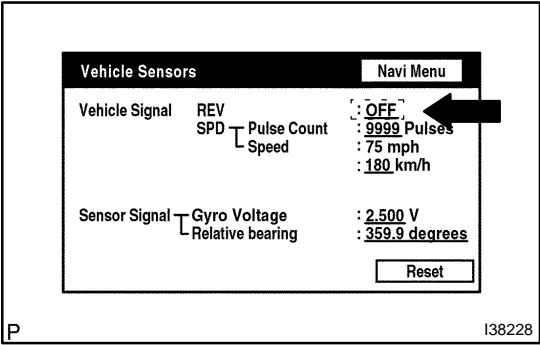 Vehicle Sensors Navi Menu
Vehicle Signal REV : OFF
SPD Pulse Count : 9999 Pulses
Speed : 75 mph
: 180 km/h
Sensor Signal Gyro Voltage : 2.500 V
Relative bearing : 359.9 degrees
Reset
P I38228